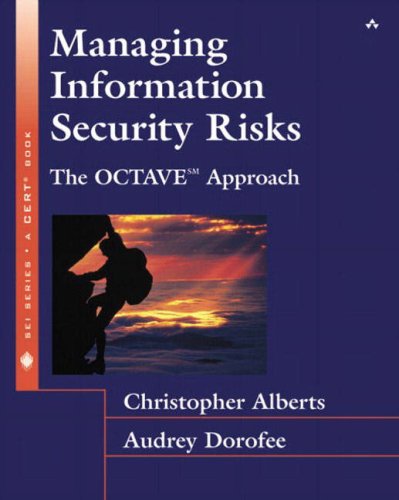 Managing
Information
Security Risks
The OCTAVE℠ Approach
SEI SERIES • A CERT® BOOK
Christopher Alberts
Audrey Dorofee